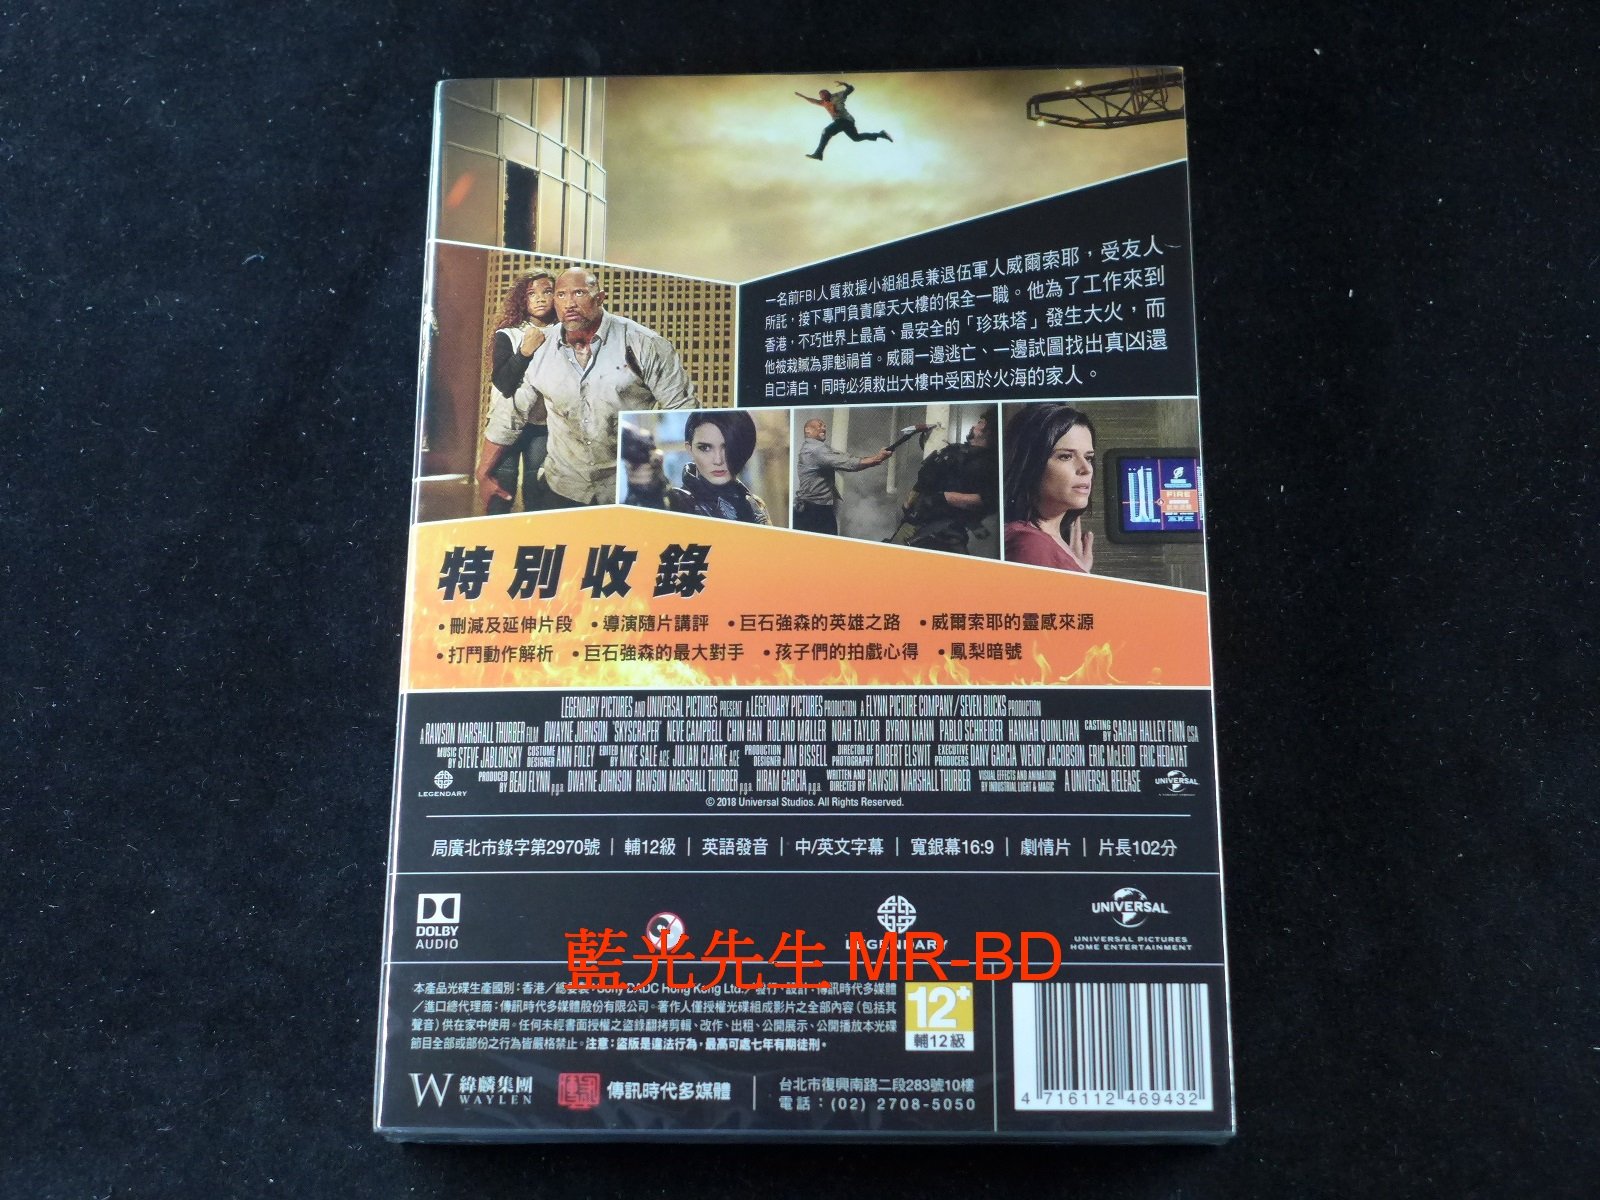 一名前FBI人質救援小組組長兼退伍軍人威爾索耶，受友人
所託，接下專門負責摩天大樓的保全一職。他為了工作來到
香港，不巧世界上最高、最安全的「珍珠塔」發生大火，而
他被栽贓為罪魁禍首。威爾一邊逃亡、一邊試圖找出真凶還
自己清白，同時必須救出大樓中受困於火海的家人。
FIRE
特別收錄
•刪減及延伸片段 •導演隨片講評 •巨石強森的英雄之路 •威爾索耶的靈感來源
•打鬥動作解析 •巨石強森的最大對手 •孩子們的拍戲心得 •鳳梨暗號
LEGENDARY PICTURES AND UNIVERSAL PICTURES PRESENT A LEGENDARY PICTURES PRODUCTION A FLYNN PICTURE COMPANY / SEVEN BUCKS PRODUCTION
A RAWSON MARSHALL THURBER FILM DWAYNE JOHNSON "SKYSCRAPER" NEVE CAMPBELL CHIN HAN ROLAND MØLLER NOAH TAYLOR BYRON MANN PABLO SCHREIBER HANNAH QUINLIVAN CASTING BY SARAH HALLEY FINN CSA
MUSIC BY STEVE JABLONSKY COSTUME DESIGNER ANN FOLEY EDITED BY MIKE SALE ACE JULIAN CLARKE ACE PRODUCTION DESIGNER JIM BISSELL DIRECTOR OF PHOTOGRAPHY ROBERT ELSWIT EXECUTIVE PRODUCERS DANY GARCIA WENDY JACOBSON ERIC McLEOD ERIC HEDAYAT
PRODUCED BY BEAU FLYNN p.g.a. DWAYNE JOHNSON RAWSON MARSHALL THURBER p.g.a. HIRAM GARCIA p.g.a. WRITTEN AND DIRECTED BY RAWSON MARSHALL THURBER VISUAL EFFECTS AND ANIMATION BY INDUSTRIAL LIGHT & MAGIC A UNIVERSAL RELEASE
LEGENDARY
UNIVERSAL
© 2018 Universal Studios. All Rights Reserved.
局廣北市錄字第2970號｜輔12級｜英語發音｜中/英文字幕｜寬銀幕16:9｜劇情片｜片長102分
DOLBY
AUDIO
LEGENDARY
UNIVERSAL
UNIVERSAL PICTURES
HOME ENTERTAINMENT
藍光先生 MR-BD
本產品光碟生產國別：香港／總套裝：Sony DADC Hong Kong Ltd.／發行、設計：傳訊時代多媒體
／進口總代理商：傳訊時代多媒體股份有限公司。著作人僅授權光碟組成影片之全部內容（包括其
聲音）供在家中使用。任何未經書面授權之盜錄翻拷剪輯、改作、出租、公開展示、公開播放本光碟
節目全部或部份之行為皆嚴格禁止。注意：盜版是違法行為，最高可處七年有期徒刑。
12+
輔12級
W 緯麟集團
WAYLEN
傳訊時代多媒體
台北市復興南路二段283號10樓
電話：(02) 2708-5050
4 716112 469432